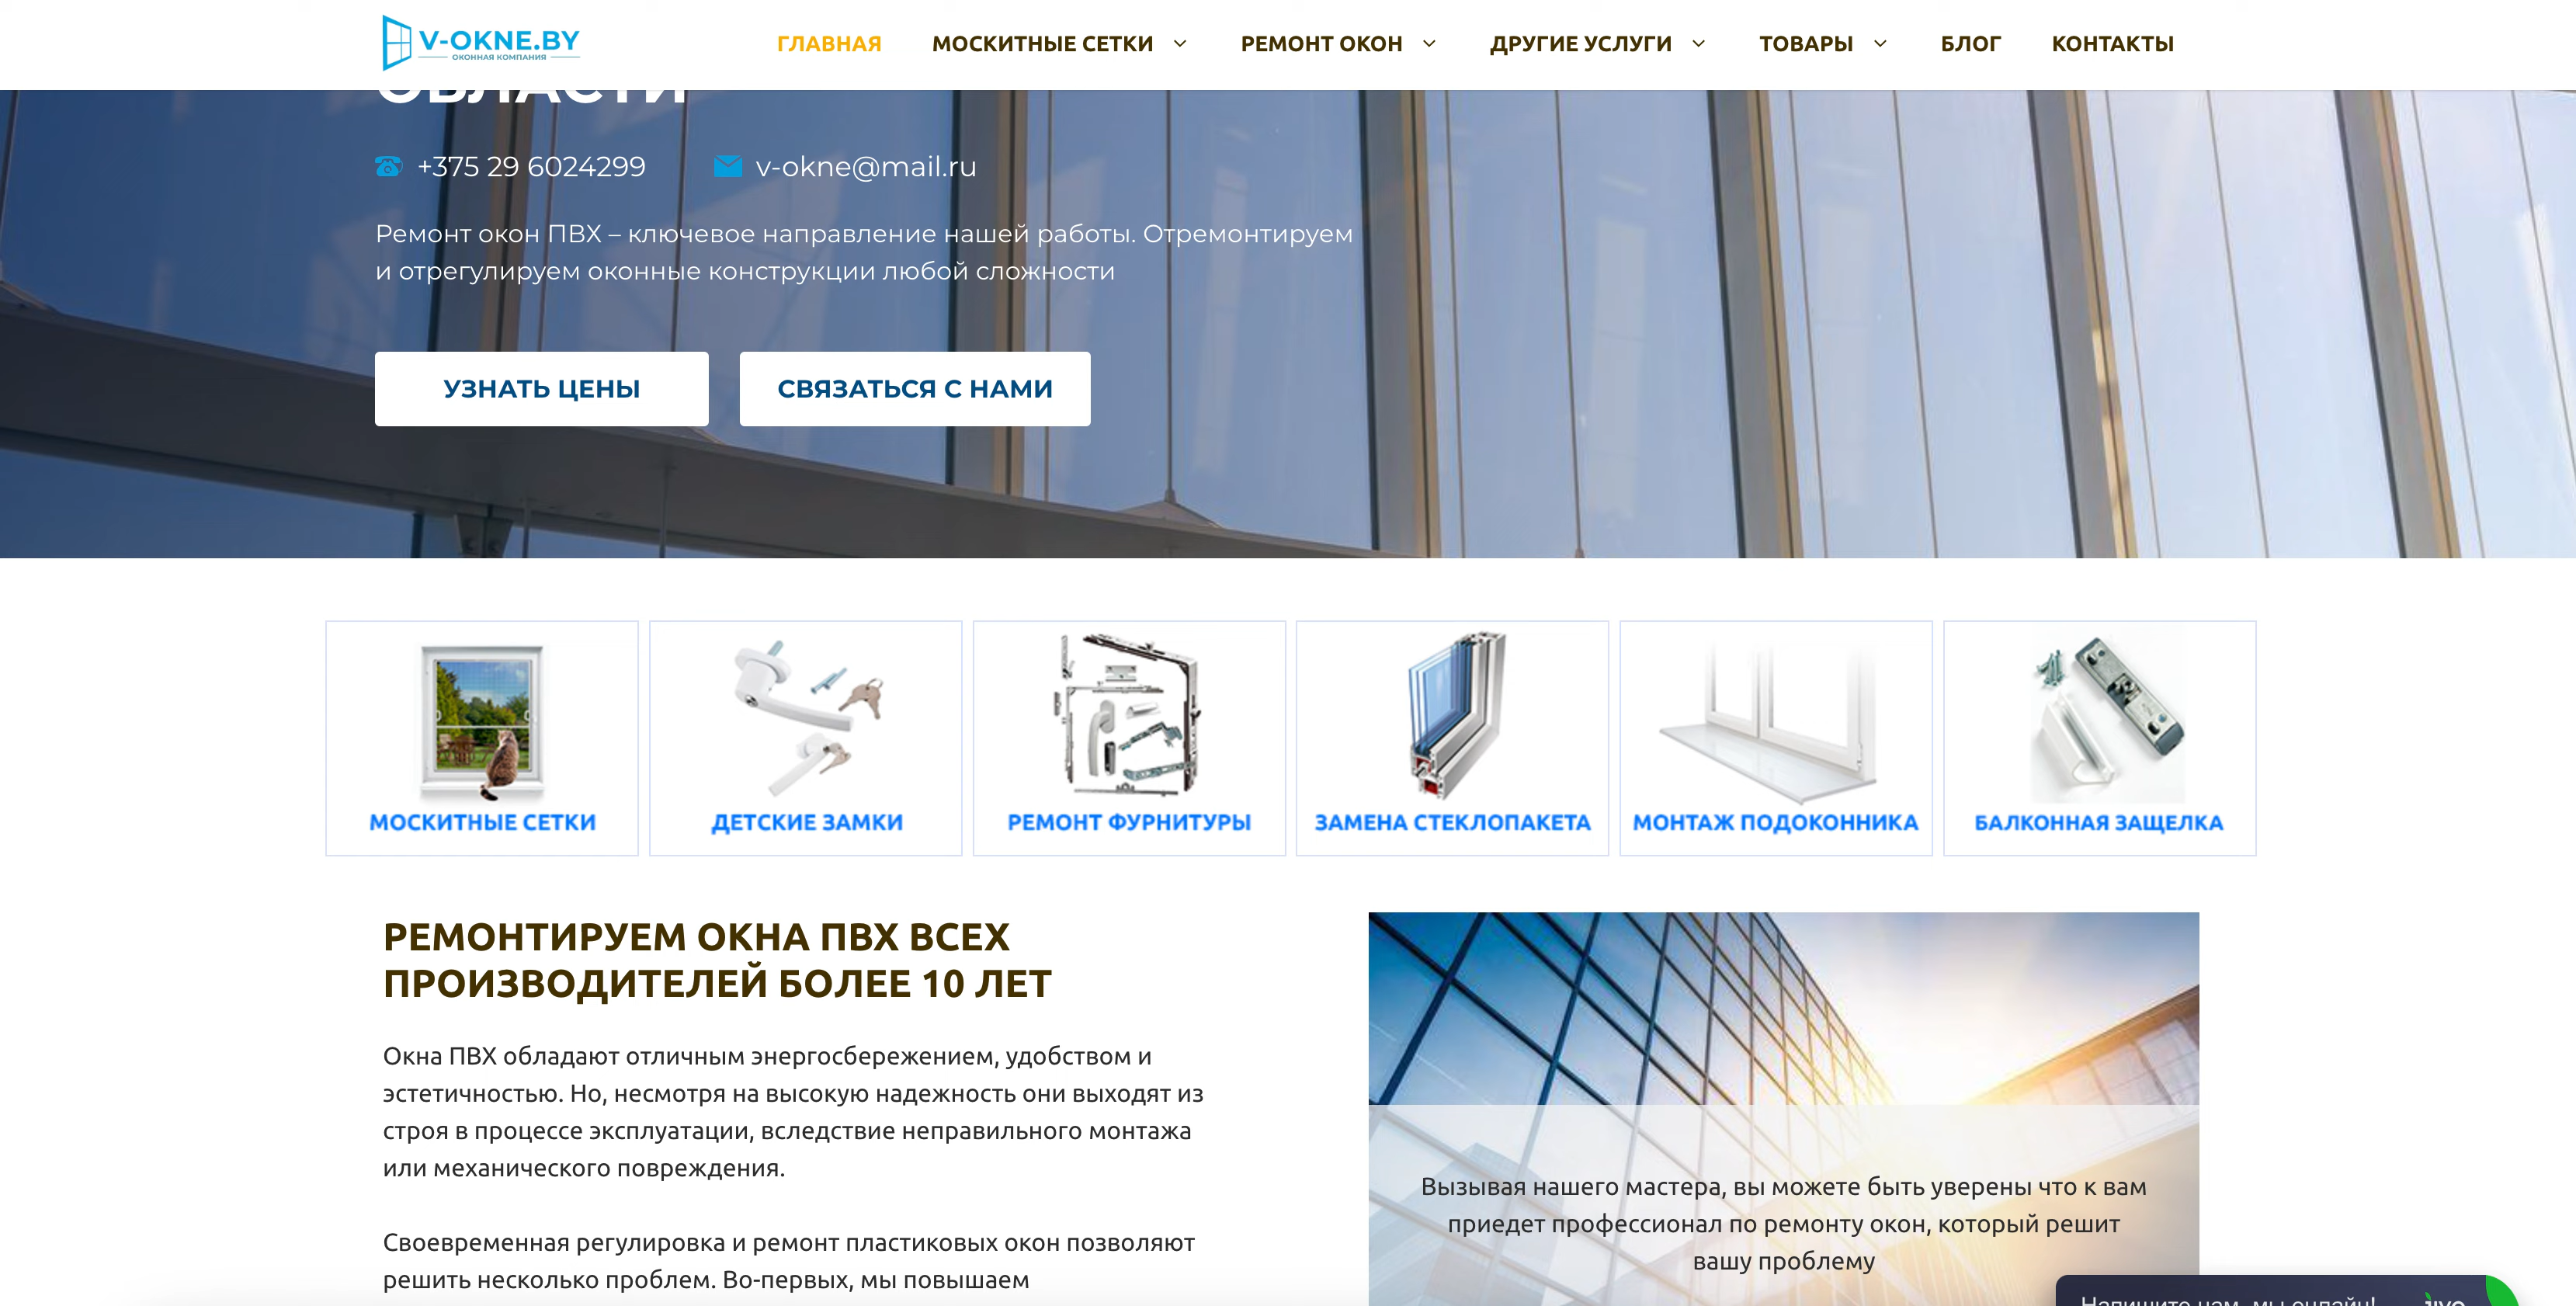 V-OKNE.BY
ОКОННАЯ КОМПАНИЯ
ГЛАВНАЯ
МОСКИТНЫЕ СЕТКИ
РЕМОНТ ОКОН
ДРУГИЕ УСЛУГИ
ТОВАРЫ
БЛОГ
КОНТАКТЫ
ОБЛАСТИ
+375 29 6024299
v-okne@mail.ru
Ремонт окон ПВХ – ключевое направление нашей работы. Отремонтируем
и отрегулируем оконные конструкции любой сложности
УЗНАТЬ ЦЕНЫ
СВЯЗАТЬСЯ С НАМИ
МОСКИТНЫЕ СЕТКИ
ДЕТСКИЕ ЗАМКИ
РЕМОНТ ФУРНИТУРЫ
ЗАМЕНА СТЕКЛОПАКЕТА
МОНТАЖ ПОДОКОННИКА
БАЛКОННАЯ ЗАЩЕЛКА
РЕМОНТИРУЕМ ОКНА ПВХ ВСЕХ
ПРОИЗВОДИТЕЛЕЙ БОЛЕЕ 10 ЛЕТ
Окна ПВХ обладают отличным энергосбережением, удобством и
эстетичностью. Но, несмотря на высокую надежность они выходят из
строя в процессе эксплуатации, вследствие неправильного монтажа
или механического повреждения.
Своевременная регулировка и ремонт пластиковых окон позволяют
решить несколько проблем. Во-первых, мы повышаем
Вызывая нашего мастера, вы можете быть уверены что к вам
приедет профессионал по ремонту окон, который решит
вашу проблему
Напишите нам, мы онлайн!
jivo